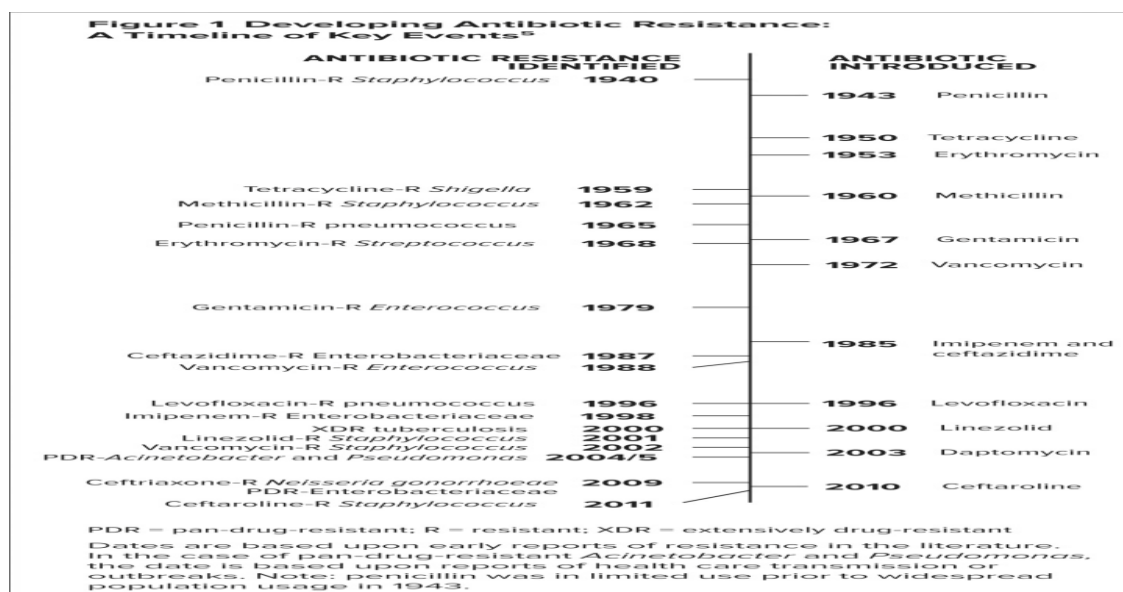 Figure 1 Developing Antibiotic Resistance:
A Timeline of Key Events⁵
ANTIBIOTIC RESISTANCE
IDENTIFIED
ANTIBIOTIC
INTRODUCED
Penicillin-R Staphylococcus 1940
1943 Penicillin
1950 Tetracycline
1953 Erythromycin
Tetracycline-R Shigella 1959
1960 Methicillin
Methicillin-R Staphylococcus 1962
Penicillin-R pneumococcus 1965
1967 Gentamicin
Erythromycin-R Streptococcus 1968
1972 Vancomycin
Gentamicin-R Enterococcus 1979
1985 Imipenem and
ceftazidime
Ceftazidime-R Enterobacteriaceae 1987
Vancomycin-R Enterococcus 1988
Levofloxacin-R pneumococcus 1996
1996 Levofloxacin
Imipenem-R Enterobacteriaceae 1998
XDR tuberculosis 2000
2000 Linezolid
Linezolid-R Staphylococcus 2001
Vancomycin-R Staphylococcus 2002
2003 Daptomycin
PDR-Acinetobacter and Pseudomonas 2004/5
Ceftriaxone-R Neisseria gonorrhoeae 2009
PDR-Enterobacteriaceae
2010 Ceftaroline
Ceftaroline-R Staphylococcus 2011
PDR = pan-drug-resistant; R = resistant; XDR = extensively drug-resistant
Dates are based upon early reports of resistance in the literature.
In the case of pan-drug-resistant Acinetobacter and Pseudomonas,
the date is based upon reports of health care transmission or
outbreaks. Note: penicillin was in limited use prior to widespread
population usage in 1943.